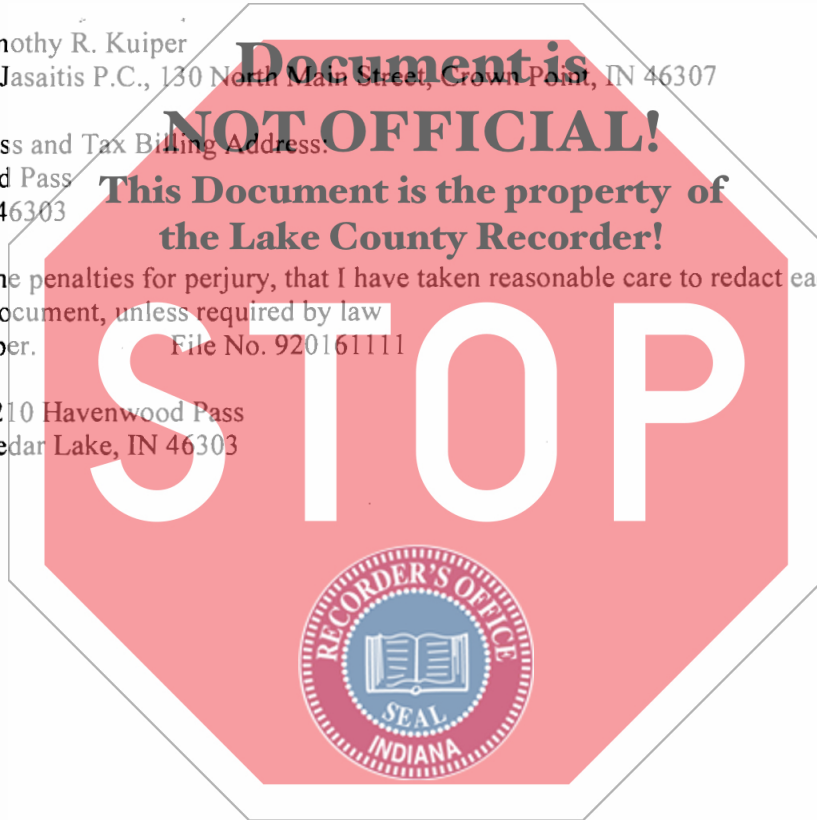 nothy R. Kuiper
Document is
Jasaitis P.C., 130 North Main Street, Crown Point, IN 46307
NOT OFFICIAL!
ss and Tax Billing Address:
d Pass
This Document is the property of
46303
the Lake County Recorder!
he penalties for perjury, that I have taken reasonable care to redact ea
ocument, unless required by law
per. File No. 920161111
STOP
210 Havenwood Pass
edar Lake, IN 46303
RECORDER'S OFFICE
SEAL
INDIANA